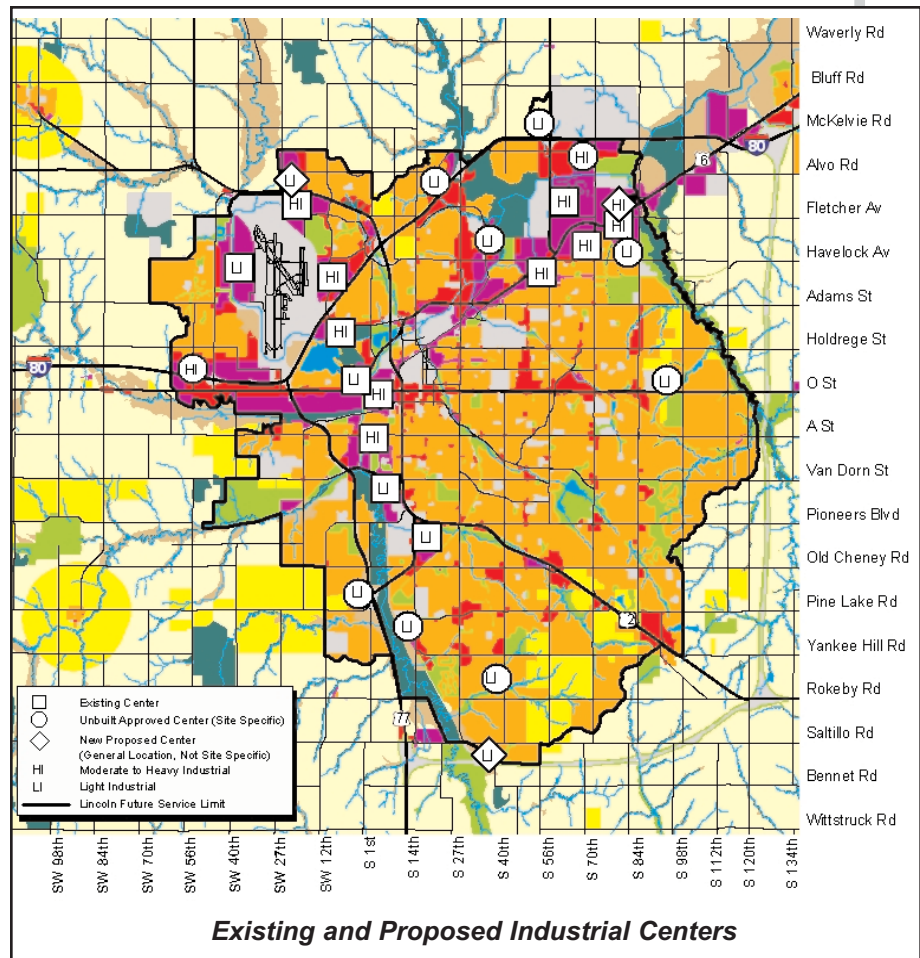 Waverly Rd
Bluff Rd
McKelvie Rd
80
6
Alvo Rd
Fletcher Av
Havelock Av
Adams St
Holdrege St
O St
A St
Van Dorn St
Pioneers Blvd
Old Cheney Rd
Pine Lake Rd
Yankee Hill Rd
Rokeby Rd
Saltillo Rd
Bennet Rd
Wittstruck Rd
LI
HI
LI
LI
HI
HI
HI
HI
HI
LI
HI
LI
LI
HI
HI
HI
80
HI
LI
LI
HI
HI
LI
LI
LI
LI
2
LI
77
LI
Existing Center
Unbuilt Approved Center (Site Specific)
New Proposed Center
(General Location, Not Site Specific)
HI Moderate to Heavy Industrial
LI Light Industrial
Lincoln Future Service Limit
SW 98th
SW 84th
SW 70th
SW 56th
SW 40th
SW 27th
SW 12th
S 1st
S 14th
S 27th
S 40th
S 56th
S 70th
S 84th
S 98th
S 112th
S 120th
S 134th
Existing and Proposed Industrial Centers